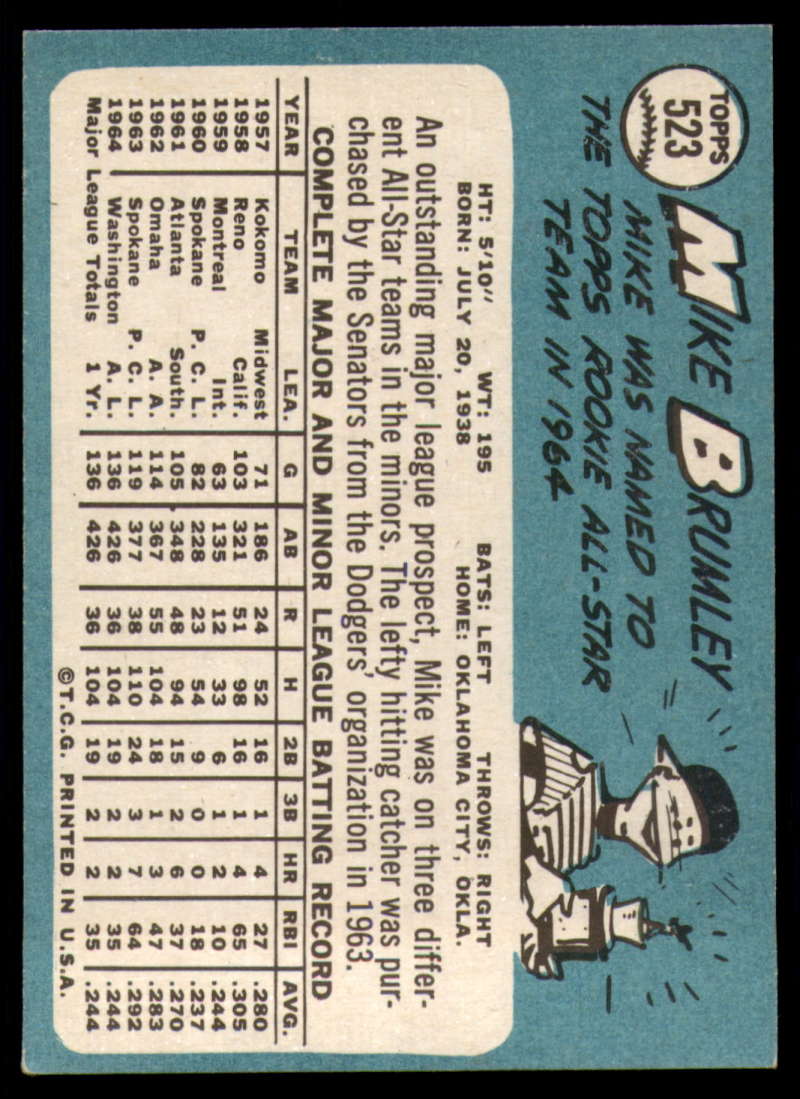 TOPPS
523
MIKE BRUMLEY
MIKE WAS NAMED TO
THE TOPPS ROOKIE ALL-STAR
TEAM IN 1964
HT: 5'10" WT: 195 BATS: LEFT THROWS: RIGHT
BORN: JULY 20, 1938 HOME: OKLAHOMA CITY, OKLA.
An outstanding major league prospect, Mike was on three differ-
ent All-Star teams in the minors. The lefty hitting catcher was pur-
chased by the Senators from the Dodgers' organization in 1963.
COMPLETE MAJOR AND MINOR LEAGUE BATTING RECORD
YEAR TEAM LEA. G AB R H 2B 3B HR RBI AVG.
1957 Kokomo Midwest 71 186 24 52 16 1 4 27 .280
1958 Reno Calif. 103 321 51 98 16 1 4 65 .305
1959 Montreal Int. 63 135 12 33 6 1 2 10 .244
1960 Spokane P. C. L. 82 228 23 54 9 0 0 18 .237
1961 Atlanta South. 105 348 48 94 15 2 6 37 .270
1962 Omaha A. A. 114 367 55 104 18 1 3 47 .283
1963 Spokane P. C. L. 119 377 38 110 24 3 7 64 .292
1964 Washington A. L. 136 426 36 104 19 2 2 35 .244
Major League Totals 1 Yr. 136 426 36 104 19 2 2 35 .244
©T.C.G. PRINTED IN U.S.A.